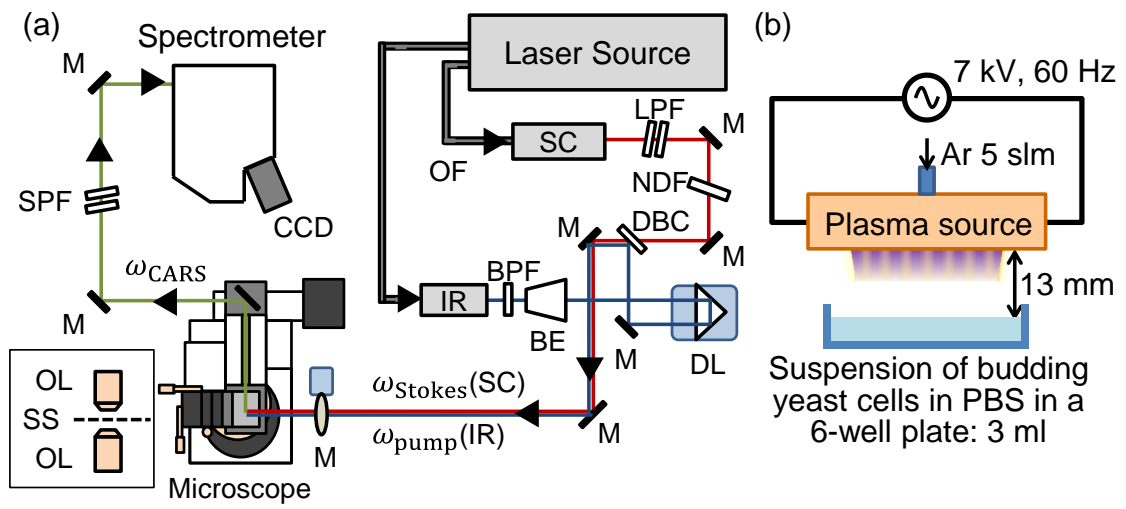 (a)
Spectrometer
M
SPF
CCD
ω_CARS
M
Laser Source
OF
SC
LPF
M
NDF
DBC
M
M
IR
BPF
BE
M
DL
ω_Stokes(SC)
ω_pump(IR)
M
M
Microscope
OL
SS
OL
(b)
7 kV, 60 Hz
Ar 5 slm
Plasma source
13 mm
Suspension of budding
yeast cells in PBS in a
6-well plate: 3 ml